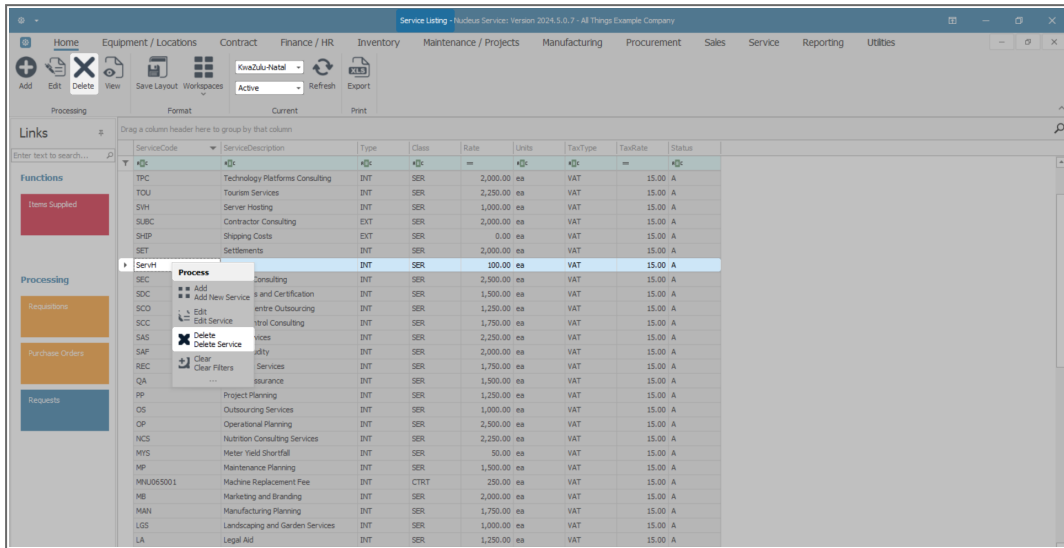 Service Listing - Nucleus Service: Version 2024.5.0.7 - All Things Example Company
Home Equipment / Locations Contract Finance / HR Inventory Maintenance / Projects Manufacturing Procurement Sales Service Reporting Utilities
KwaZulu-Natal
Active
Add Edit Delete View Save Layout Workspaces Refresh Export
Processing Format Current Print
Links
Enter text to search...
Functions
Items Supplied
Processing
Requisitions
Purchase Orders
Requests
Drag a column header here to group by that column
ServiceCode ServiceDescription Type Class Rate Units TaxType TaxRate Status
TPC Technology Platforms Consulting INT SER 2,000.00 ea VAT 15.00 A
TOU Tourism Services INT SER 2,250.00 ea VAT 15.00 A
SVH Server Hosting INT SER 1,000.00 ea VAT 15.00 A
SUBC Contractor Consulting EXT SER 2,000.00 ea VAT 15.00 A
SHIP Shipping Costs EXT SER 0.00 ea VAT 15.00 A
SET Settlements INT SER 2,000.00 ea VAT 15.00 A
ServH INT SER 100.00 ea VAT 15.00 A
SEC Consulting INT SER 2,500.00 ea VAT 15.00 A
SDC s and Certification INT SER 1,500.00 ea VAT 15.00 A
SCO entre Outsourcing INT SER 1,250.00 ea VAT 15.00 A
SCC ntrol Consulting INT SER 1,750.00 ea VAT 15.00 A
SAS vices INT SER 2,250.00 ea VAT 15.00 A
SAF udity INT SER 2,000.00 ea VAT 15.00 A
REC Services INT SER 1,750.00 ea VAT 15.00 A
QA ssurance INT SER 1,500.00 ea VAT 15.00 A
PP Project Planning INT SER 1,250.00 ea VAT 15.00 A
OS Outsourcing Services INT SER 1,000.00 ea VAT 15.00 A
OP Operational Planning INT SER 2,500.00 ea VAT 15.00 A
NCS Nutrition Consulting Services INT SER 2,250.00 ea VAT 15.00 A
MYS Meter Yield Shortfall INT SER 50.00 ea VAT 15.00 A
MP Maintenance Planning INT SER 1,500.00 ea VAT 15.00 A
MNU065001 Machine Replacement Fee INT CTRT 250.00 ea VAT 15.00 A
MB Marketing and Branding INT SER 2,000.00 ea VAT 15.00 A
MAN Manufacturing Planning INT SER 1,750.00 ea VAT 15.00 A
LGS Landscaping and Garden Services INT SER 1,000.00 ea VAT 15.00 A
LA Legal Aid INT SER 1,250.00 ea VAT 15.00 A
Process
Add
Add New Service
Edit
Edit Service
Delete
Delete Service
Clear
Clear Filters